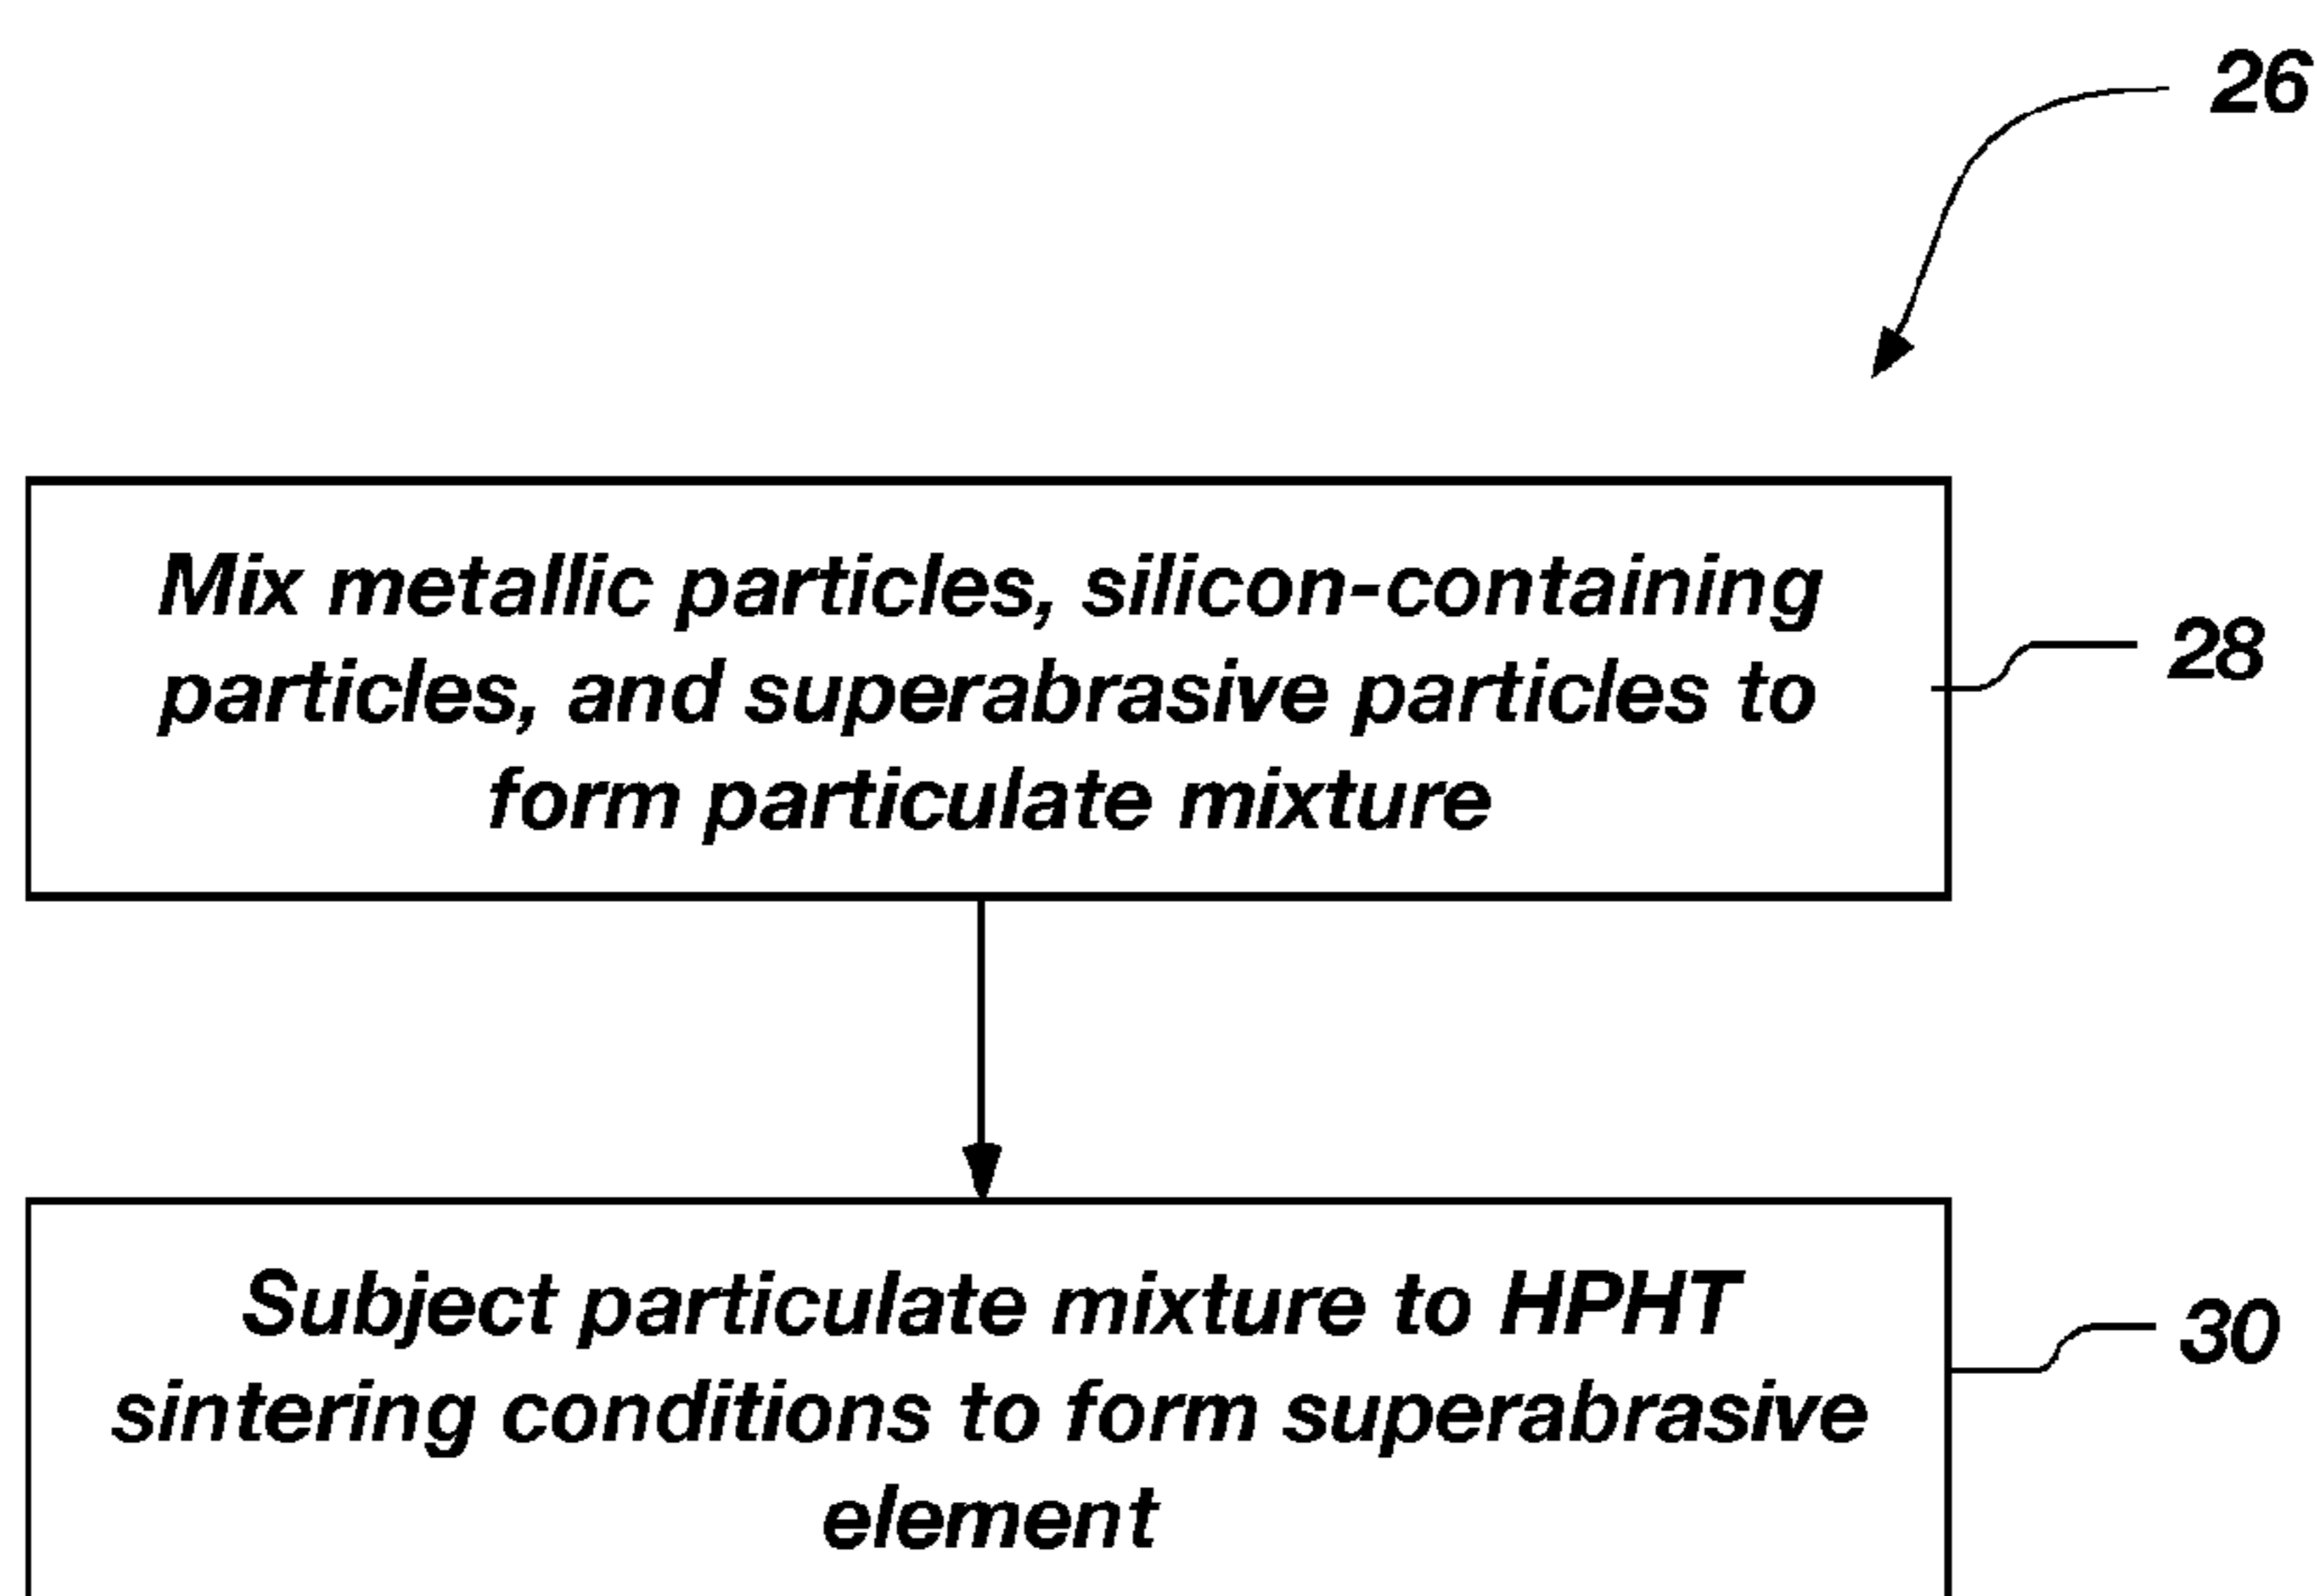 26
Mix metallic particles, silicon-containing
particles, and superabrasive particles to
form particulate mixture
28
Subject particulate mixture to HPHT
sintering conditions to form superabrasive
element
30